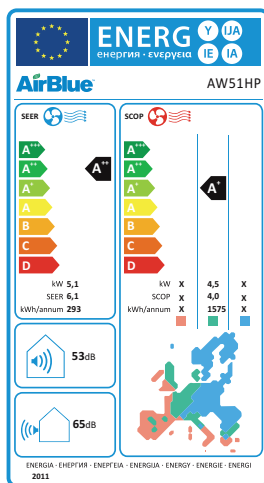 ENERG Y IJA
енергия · ενεργεια IE IA
AirBlue AW51HP
SEER SCOP
A+++ A+++
A++ A++ A++
A+ A+ A+
A A
B B
C C
D D
kW 5,1 kW X 4,5 X
SEER 6,1 SCOP X 4,0 X
kWh/annum 293 kWh/annum X 1575 X
53dB
65dB
ENERGIA · ЕНЕРГИЯ · ΕΝΕΡΓΕΙΑ · ENERGIJA · ENERGY · ENERGIE · ENERGI
2011